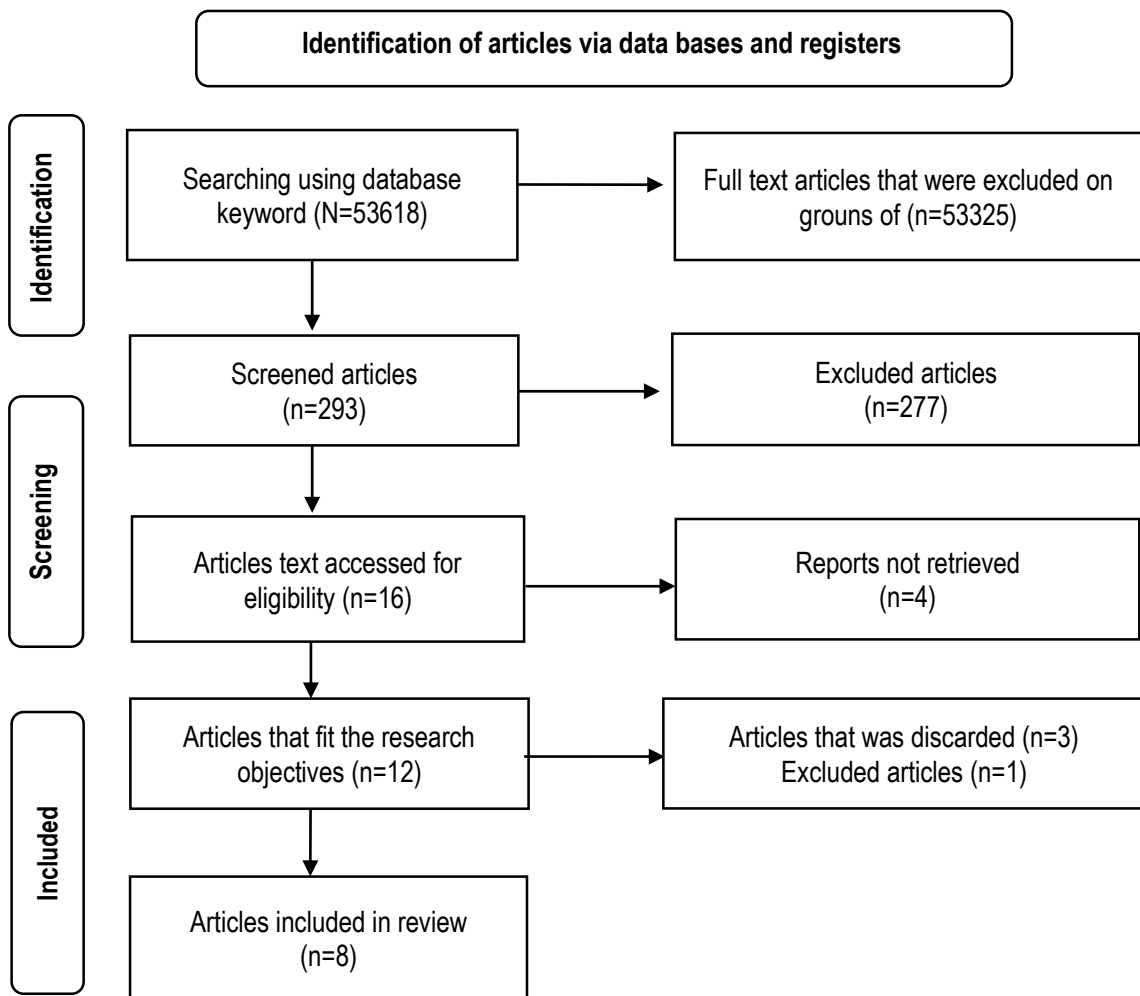 Identification of articles via data bases and registers
Identification
Searching using database
keyword (N=53618)
Full text articles that were excluded on
grouns of (n=53325)
Screened articles
(n=293)
Excluded articles
(n=277)
Screening
Articles text accessed for
eligibility (n=16)
Reports not retrieved
(n=4)
Included
Articles that fit the research
objectives (n=12)
Articles that was discarded (n=3)
Excluded articles (n=1)
Articles included in review
(n=8)